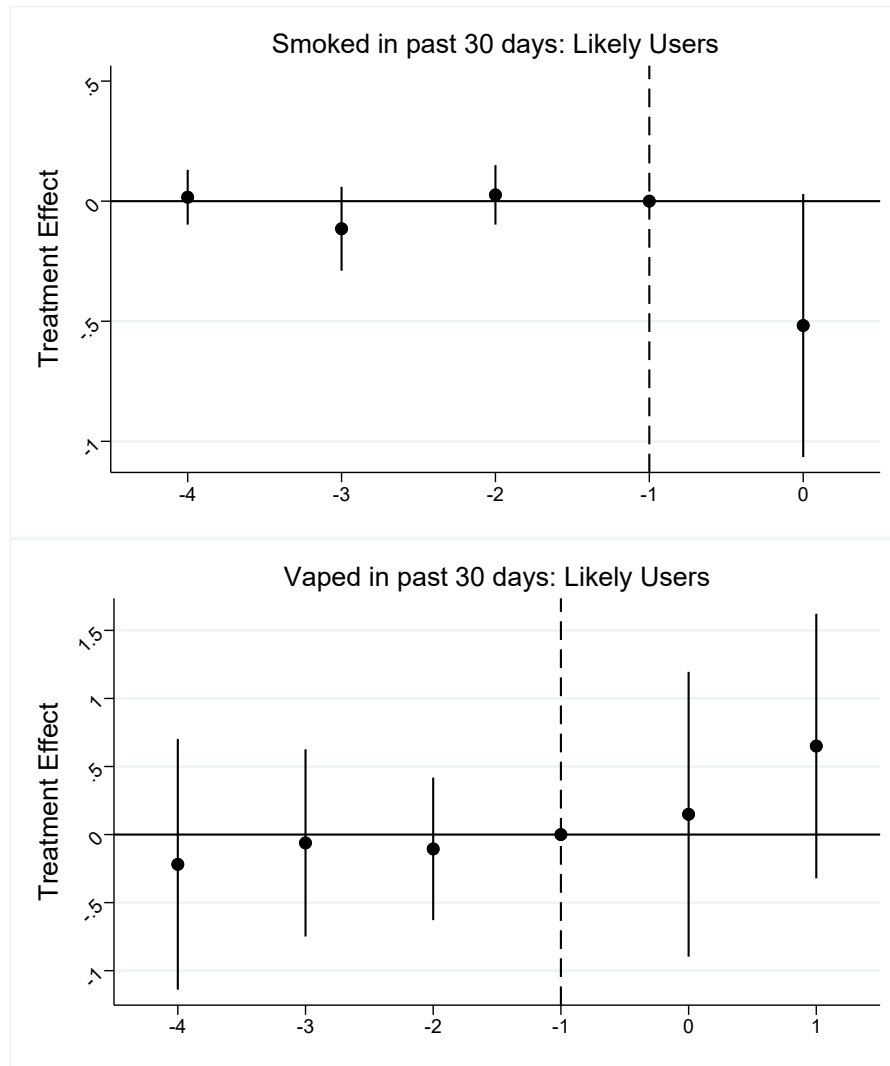 Smoked in past 30 days: Likely Users
Treatment Effect
.5
0
-.5
-1
-4 -3 -2 -1 0
Vaped in past 30 days: Likely Users
Treatment Effect
1.5
1
.5
0
-.5
-1
-4 -3 -2 -1 0 1